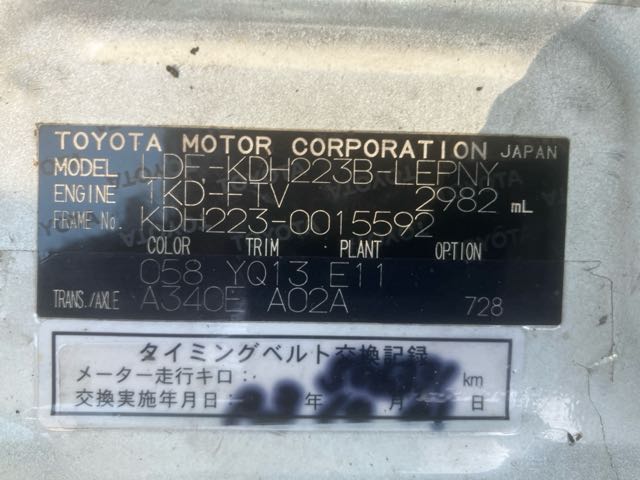 TOYOTA MOTOR CORPORATION JAPAN
MODEL LDF-KDH223B-LEPNY
ENGINE 1KD-FTV 2982 mL
FRAME No. KDH223-0015592
COLOR TRIM PLANT OPTION
058 YQ13 E11
TRANS./AXLE A340E A02A 728
タイミングベルト交換記録
メーター走行キロ: km
交換実施年月日: 年 月 日